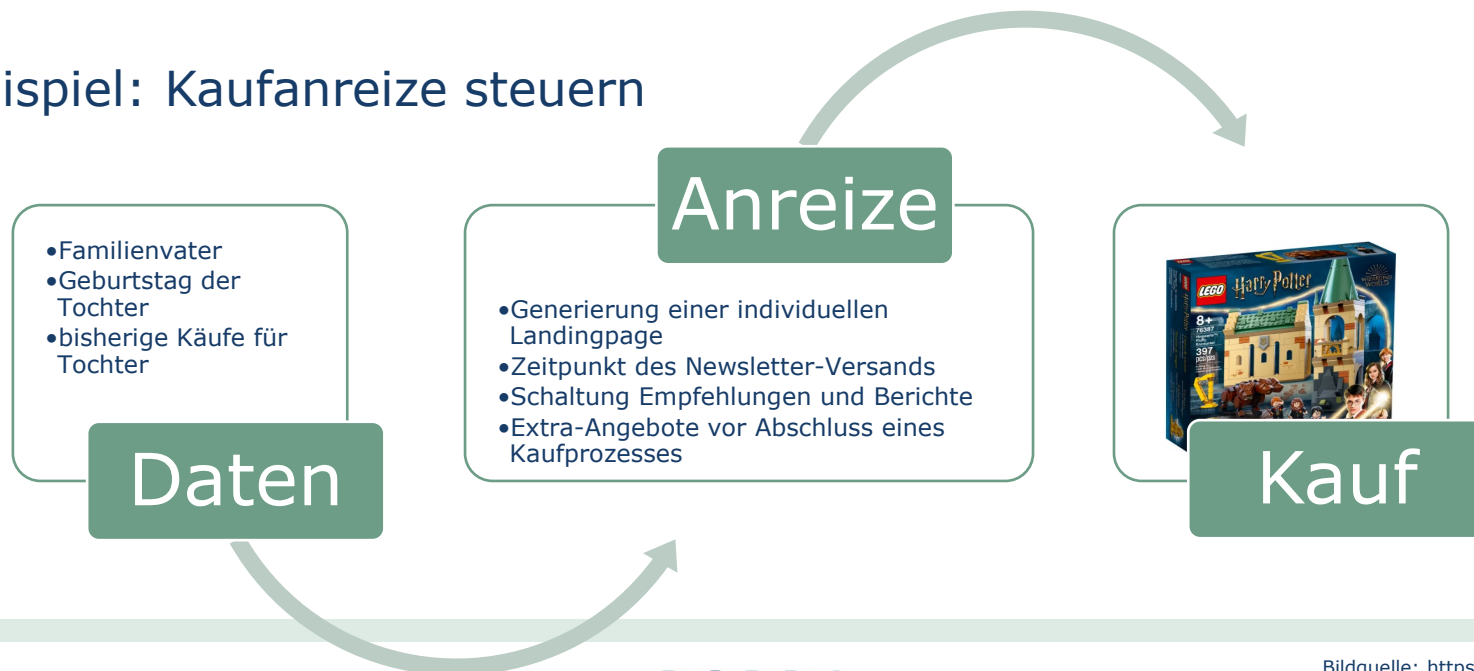 ispiel: Kaufanreize steuern
Daten
•Familienvater
•Geburtstag der
Tochter
•bisherige Käufe für
Tochter
Anreize
•Generierung einer individuellen
Landingpage
•Zeitpunkt des Newsletter-Versands
•Schaltung Empfehlungen und Berichte
•Extra-Angebote vor Abschluss eines
Kaufprozesses
LEGO Harry Potter
8+
76387
397
Kauf
Bildquelle: https